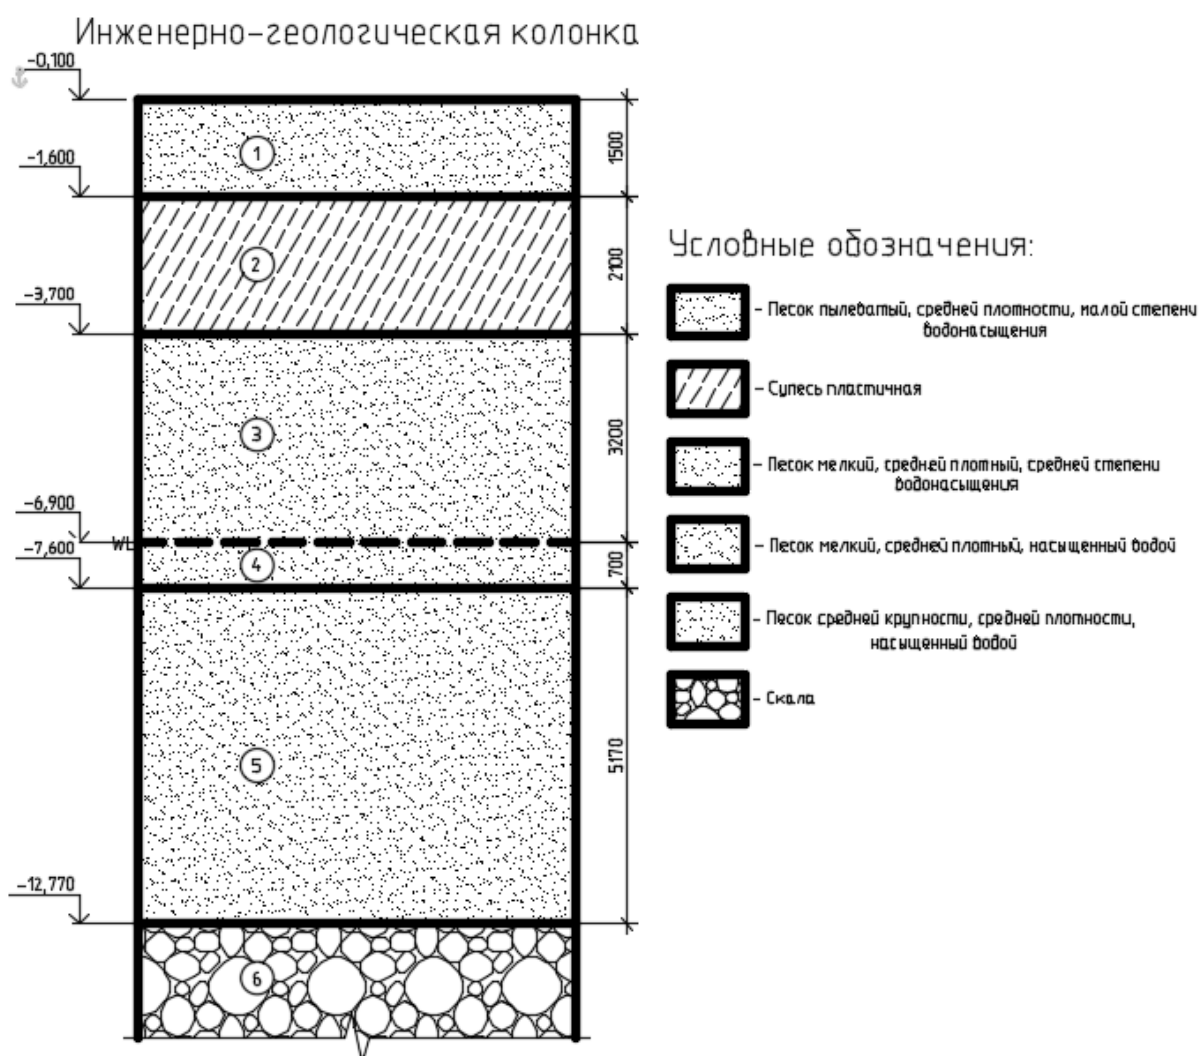 Инженерно-геологическая колонка
-0,100
1
1500
-1,600
2
2100
-3,700
3
3200
-6,900
WL
-7,600
4
700
5
5170
-12,770
6
Условные обозначения:
- Песок пылеватый, средней плотности, малой степени
водонасыщения
- Супесь пластичная
- Песок мелкий, средней плотный, средней степени
водонасыщения
- Песок мелкий, средней плотный, насыщенный водой
- Песок средней крупности, средней плотности,
насыщенный водой
- Скала